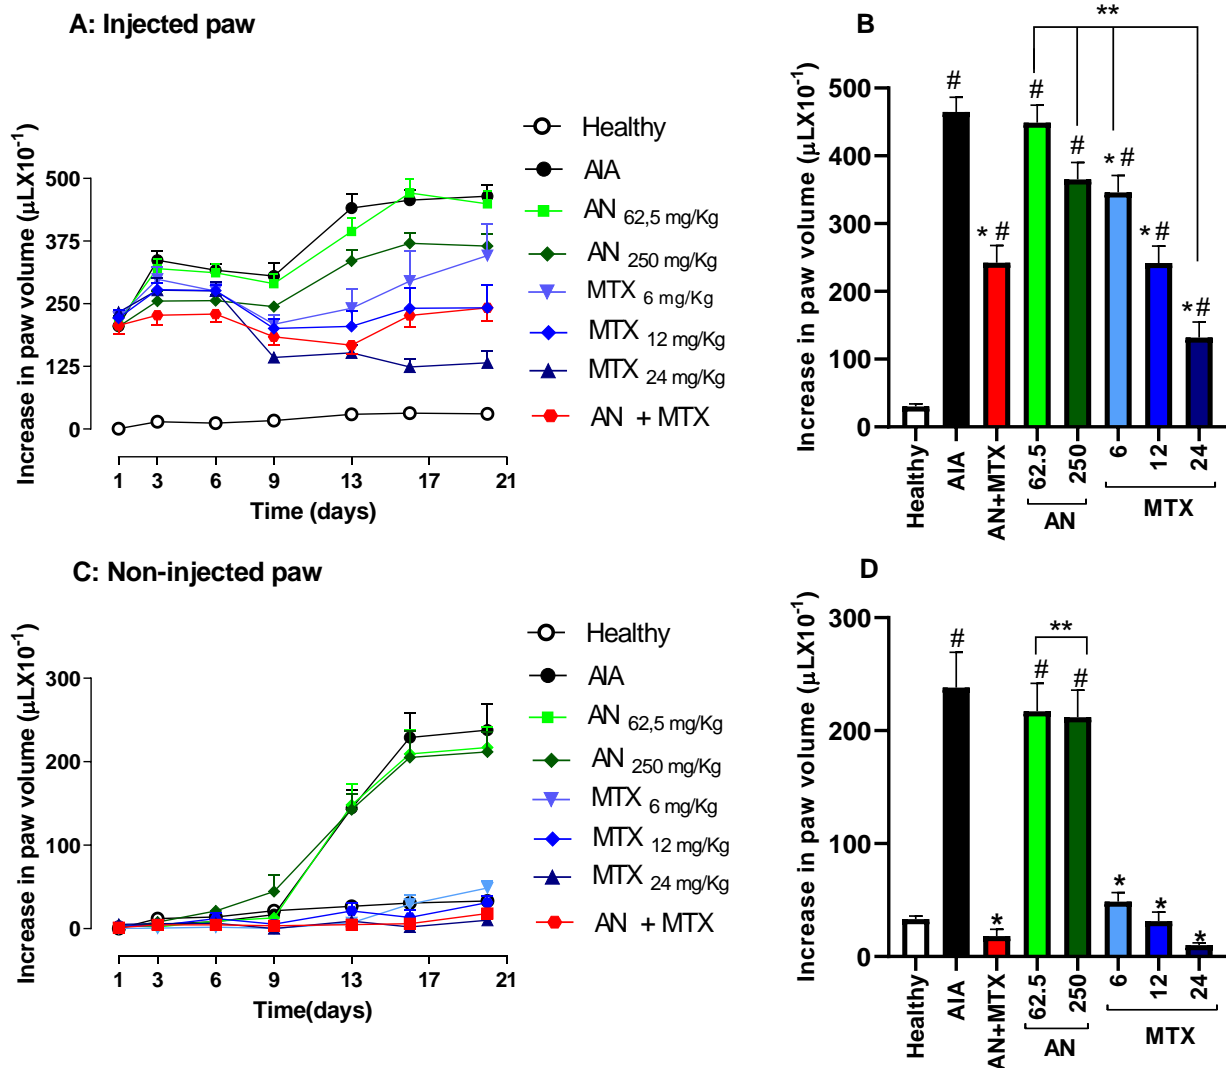 A: Injected paw
Increase in paw volume (µLX10⁻¹)
500
375
250
125
0
1 3 6 9 13 17 21
Time (days)
Healthy
AIA
AN 62,5 mg/Kg
AN 250 mg/Kg
MTX 6 mg/Kg
MTX 12 mg/Kg
MTX 24 mg/Kg
AN + MTX
B
Increase in paw volume (µLX10⁻¹)
500
400
300
200
100
0
**
#
* #
#
#
* #
* #
*#
Healthy
AIA
AN+MTX
62.5
250
6
12
24
AN
MTX
C: Non-injected paw
Increase in paw volume (µLX10⁻¹)
300
200
100
0
1 3 6 9 13 17 21
Time(days)
Healthy
AIA
AN 62,5 mg/Kg
AN 250 mg/Kg
MTX 6 mg/Kg
MTX 12 mg/Kg
MTX 24 mg/Kg
AN + MTX
D
Increase in paw volume (µLX10⁻¹)
300
200
100
0
**
#
*
#
#
*
*
*
Healthy
AIA
AN+MTX
62.5
250
6
12
24
AN
MTX